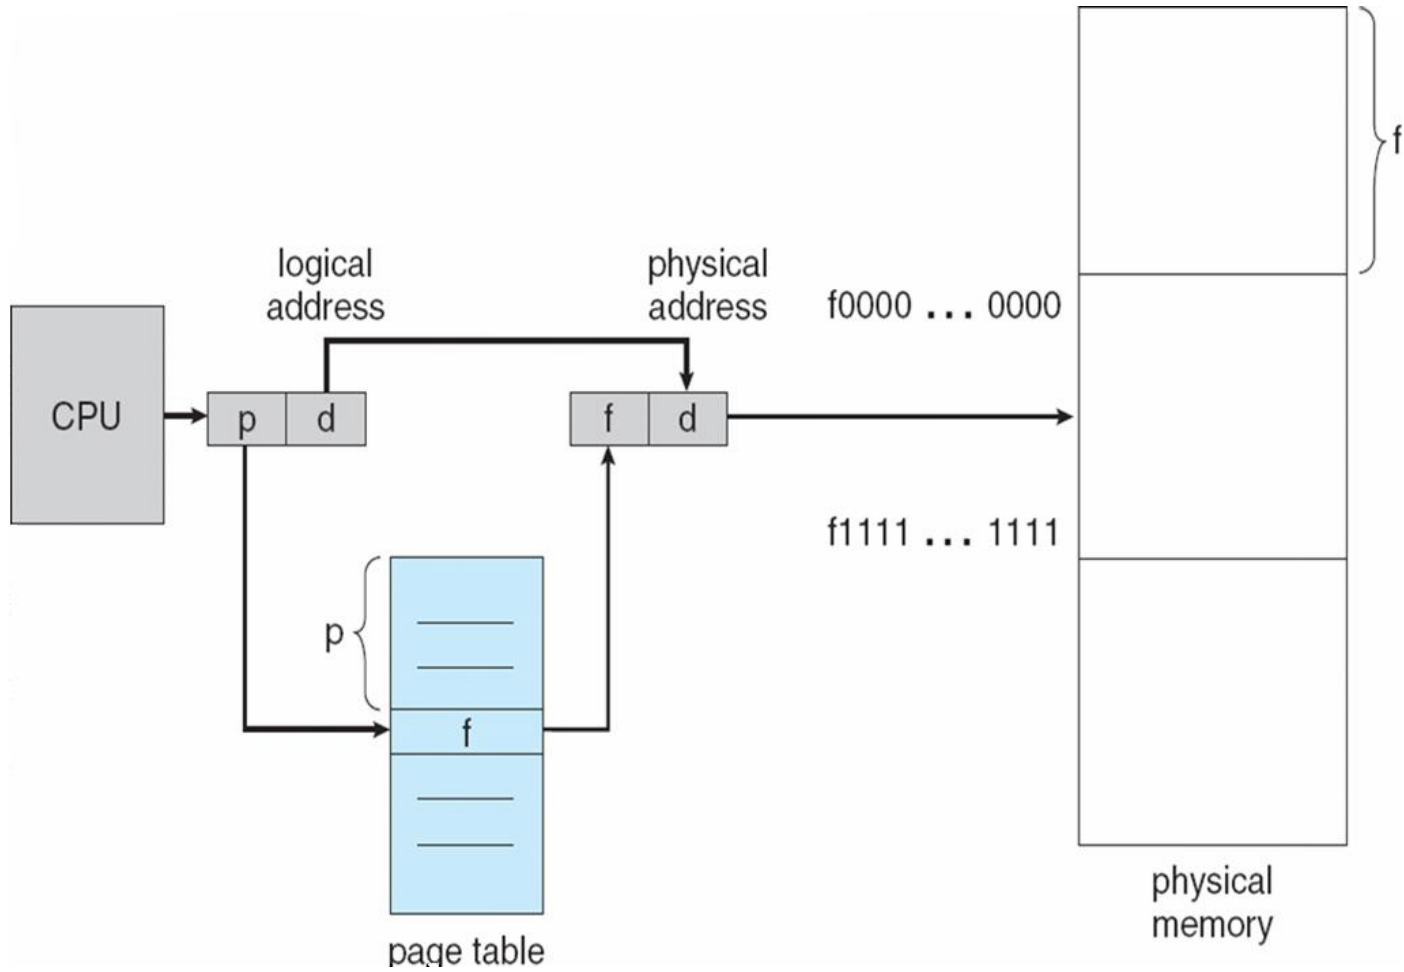 f
logical
address
physical
address
f0000 ... 0000
CPU
p
d
f
d
f1111 ... 1111
p
f
physical
memory
page table